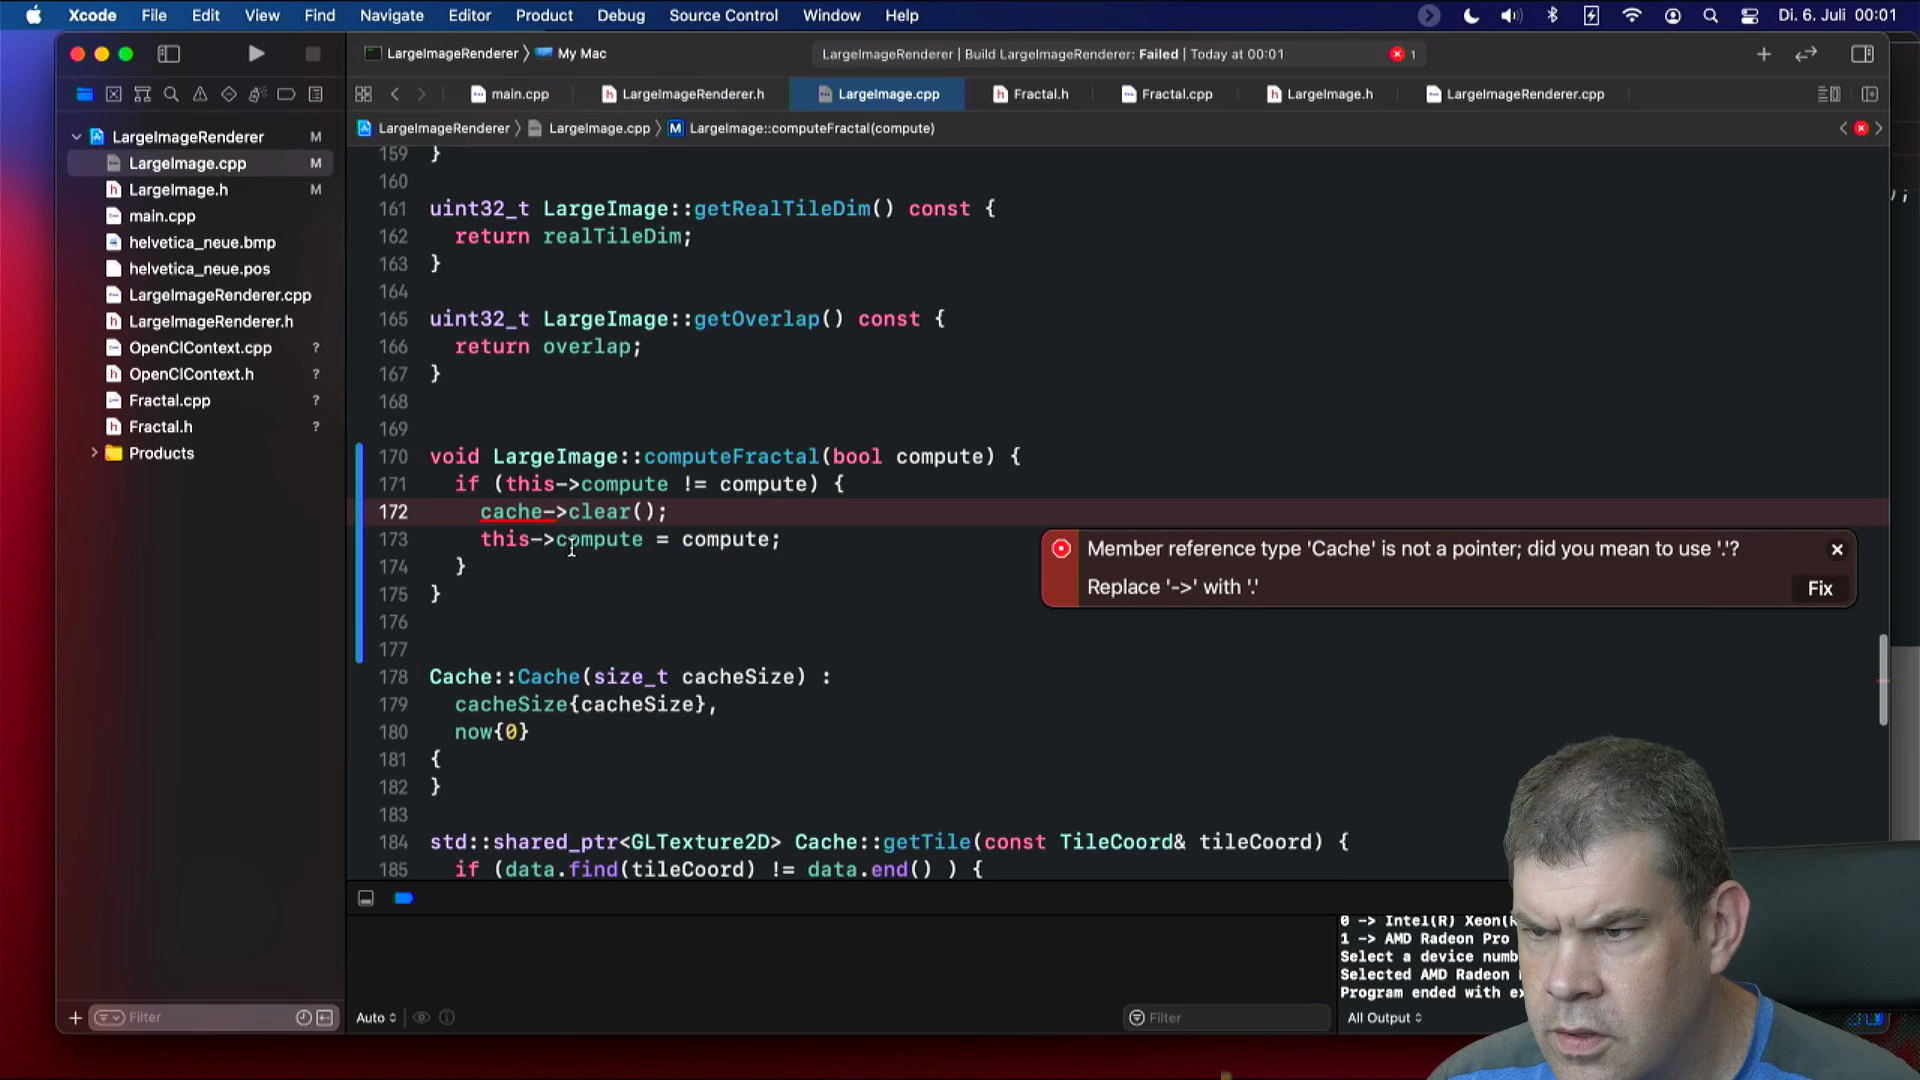 Xcode File Edit View Find Navigate Editor Product Debug Source Control Window Help Di. 6. Juli 00:01
LargeImageRenderer 〉 My Mac
LargeImageRenderer | Build LargeImageRenderer: Failed | Today at 00:01 1
main.cpp LargeImageRenderer.h LargeImage.cpp Fractal.h Fractal.cpp LargeImage.h LargeImageRenderer.cpp
LargeImageRenderer 〉 LargeImage.cpp 〉 M LargeImage::computeFractal(compute)
LargeImageRenderer M
LargeImage.cpp M
LargeImage.h M
main.cpp
helvetica_neue.bmp
helvetica_neue.pos
LargeImageRenderer.cpp
LargeImageRenderer.h
OpenClContext.cpp ?
OpenClContext.h ?
Fractal.cpp ?
Fractal.h ?
Products
Filter
159 }
160
161 uint32_t LargeImage::getRealTileDim() const {
162 return realTileDim;
163 }
164
165 uint32_t LargeImage::getOverlap() const {
166 return overlap;
167 }
168
169
170 void LargeImage::computeFractal(bool compute) {
171 if (this->compute != compute) {
172 cache->clear();
173 this->compute = compute;
174 }
175 }
176
177
178 Cache::Cache(size_t cacheSize) :
179 cacheSize{cacheSize},
180 now{0}
181 {
182 }
183
184 std::shared_ptr<GLTexture2D> Cache::getTile(const TileCoord& tileCoord) {
185 if (data.find(tileCoord) != data.end() ) {
Member reference type 'Cache' is not a pointer; did you mean to use '.'?
Replace '->' with '.'
Fix
0 -> Intel(R) Xeon(R
1 -> AMD Radeon Pro
Select a device numb
Selected AMD Radeon
Program ended with ex
Auto
Filter
All Output